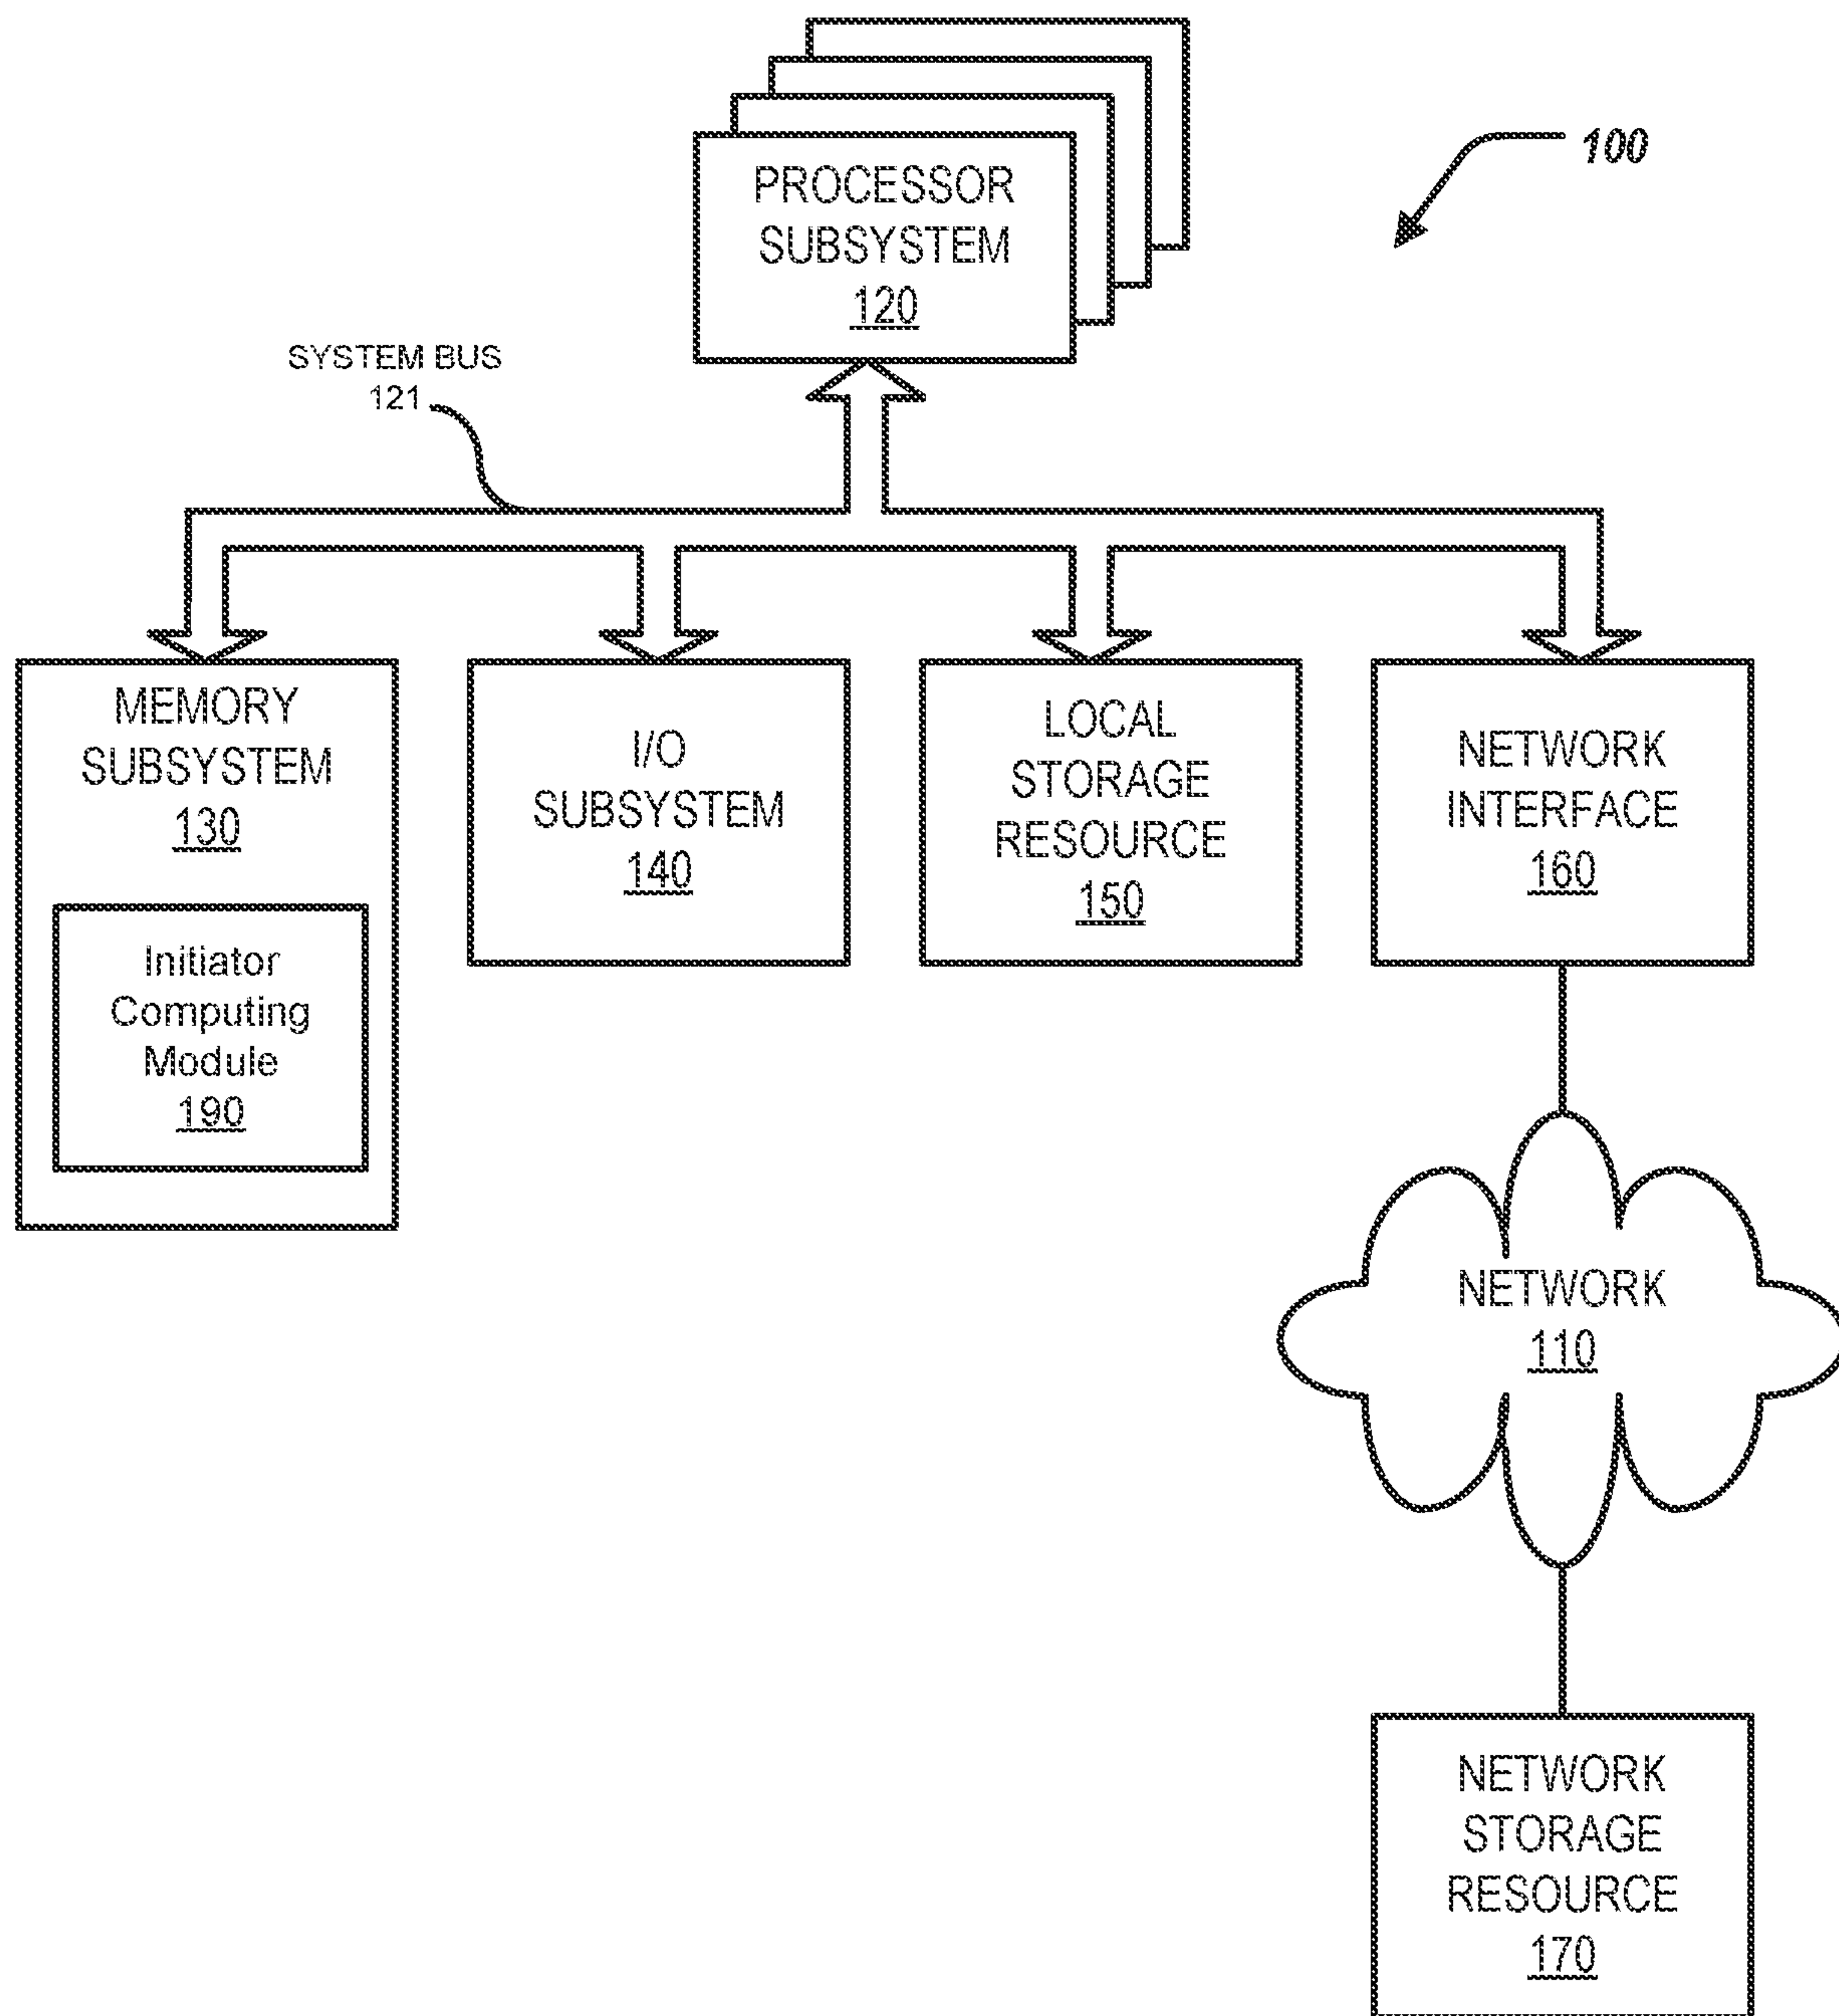 PROCESSOR
SUBSYSTEM
120
100
SYSTEM BUS
121
MEMORY
SUBSYSTEM
130
Initiator
Computing
Module
190
I/O
SUBSYSTEM
140
LOCAL
STORAGE
RESOURCE
150
NETWORK
INTERFACE
160
NETWORK
110
NETWORK
STORAGE
RESOURCE
170